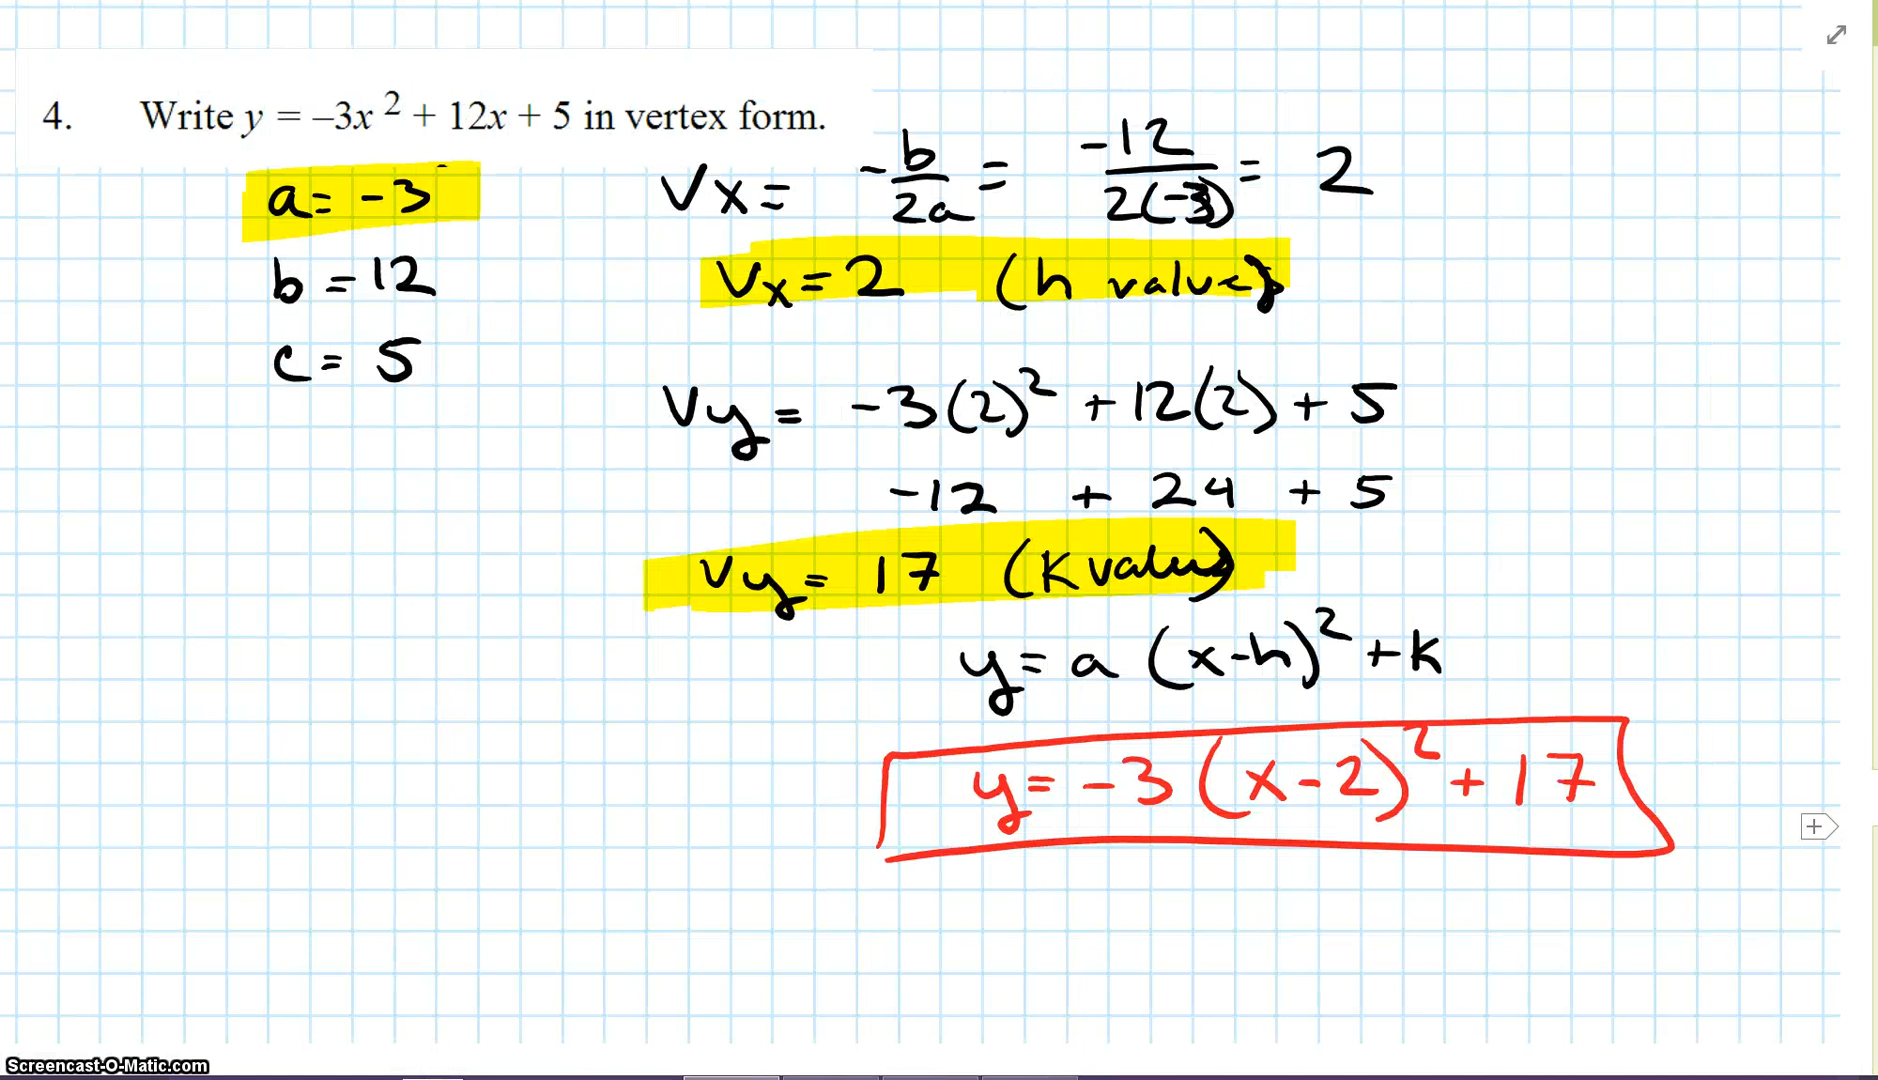 4. Write y = –3x² + 12x + 5 in vertex form.
a = -3
b = 12
c = 5
Vx = -b/2a = -12/2(-3) = 2
Vx = 2 (h value)
Vy = -3(2)² + 12(2) + 5
-12 + 24 + 5
Vy = 17 (K value)
y = a (x-h)² + k
y = -3 (x-2)² + 17
Screencast-O-Matic.com